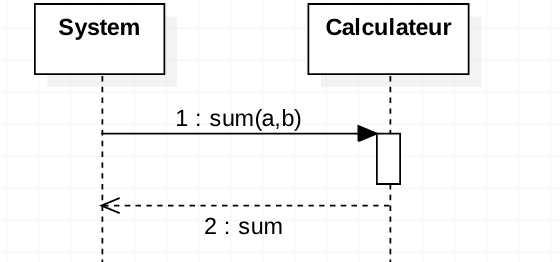 System
Calculateur
1 : sum(a,b)
2 : sum